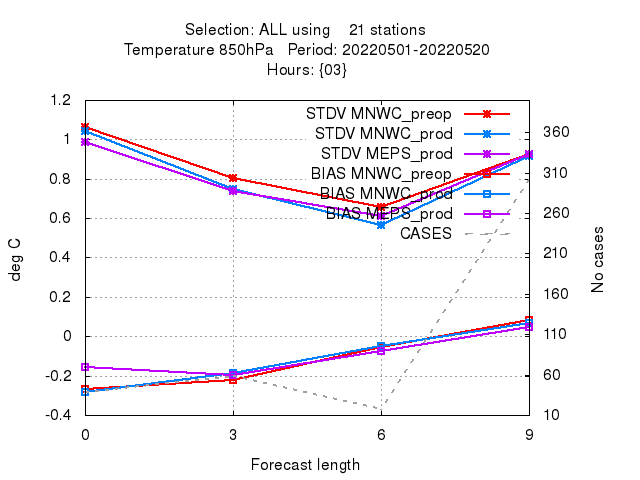 Selection: ALL using    21 stations
Temperature 850hPa   Period: 20220501-20220520
Hours: {03}
STDV MNWC_preop
STDV MNWC_prod
STDV MEPS_prod
BIAS MNWC_preop
BIAS MNWC_prod
BIAS MEPS_prod
CASES
1.2
1
0.8
0.6
0.4
0.2
0
-0.2
-0.4
deg C
360
310
260
210
160
110
60
10
No cases
0 3 6 9
Forecast length